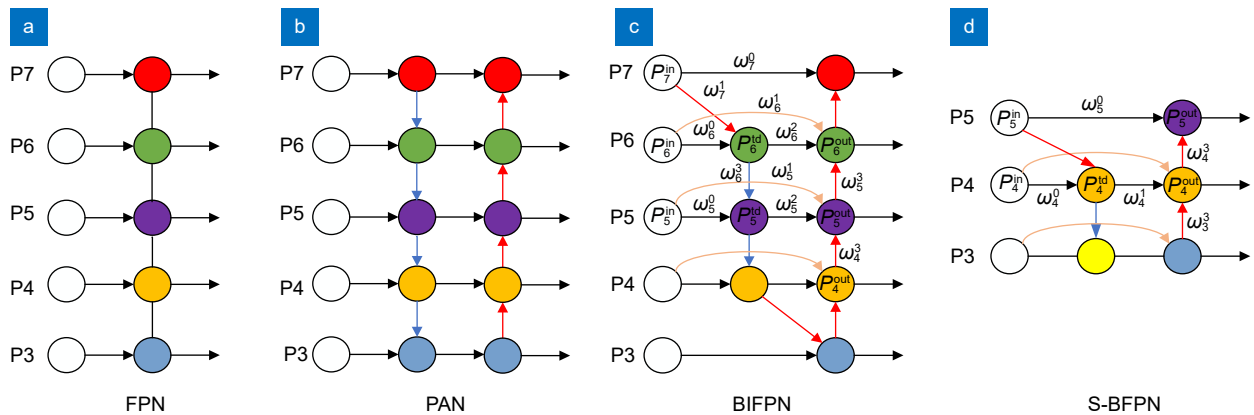 a
b
c
d
P7
P6
P5
P4
P3
FPN
P7
P6
P5
P4
P3
PAN
P7
P6
P5
P4
P3
P₇ⁱⁿ
ω₇⁰
ω₇¹
ω₆¹
P₆ⁱⁿ
ω₆⁰
P₆ᵗᵈ
ω₆²
P₆ᵒᵘᵗ
ω₆³
ω₅¹
ω₅³
P₅ⁱⁿ
ω₅⁰
P₅ᵗᵈ
ω₅²
P₅ᵒᵘᵗ
ω₄³
P₄ᵒᵘᵗ
BIFPN
P5
P4
P3
P₅ⁱⁿ
ω₅⁰
P₅ᵒᵘᵗ
ω₄³
P₄ⁱⁿ
ω₄⁰
P₄ᵗᵈ
ω₄¹
P₄ᵒᵘᵗ
ω₃³
S-BFPN